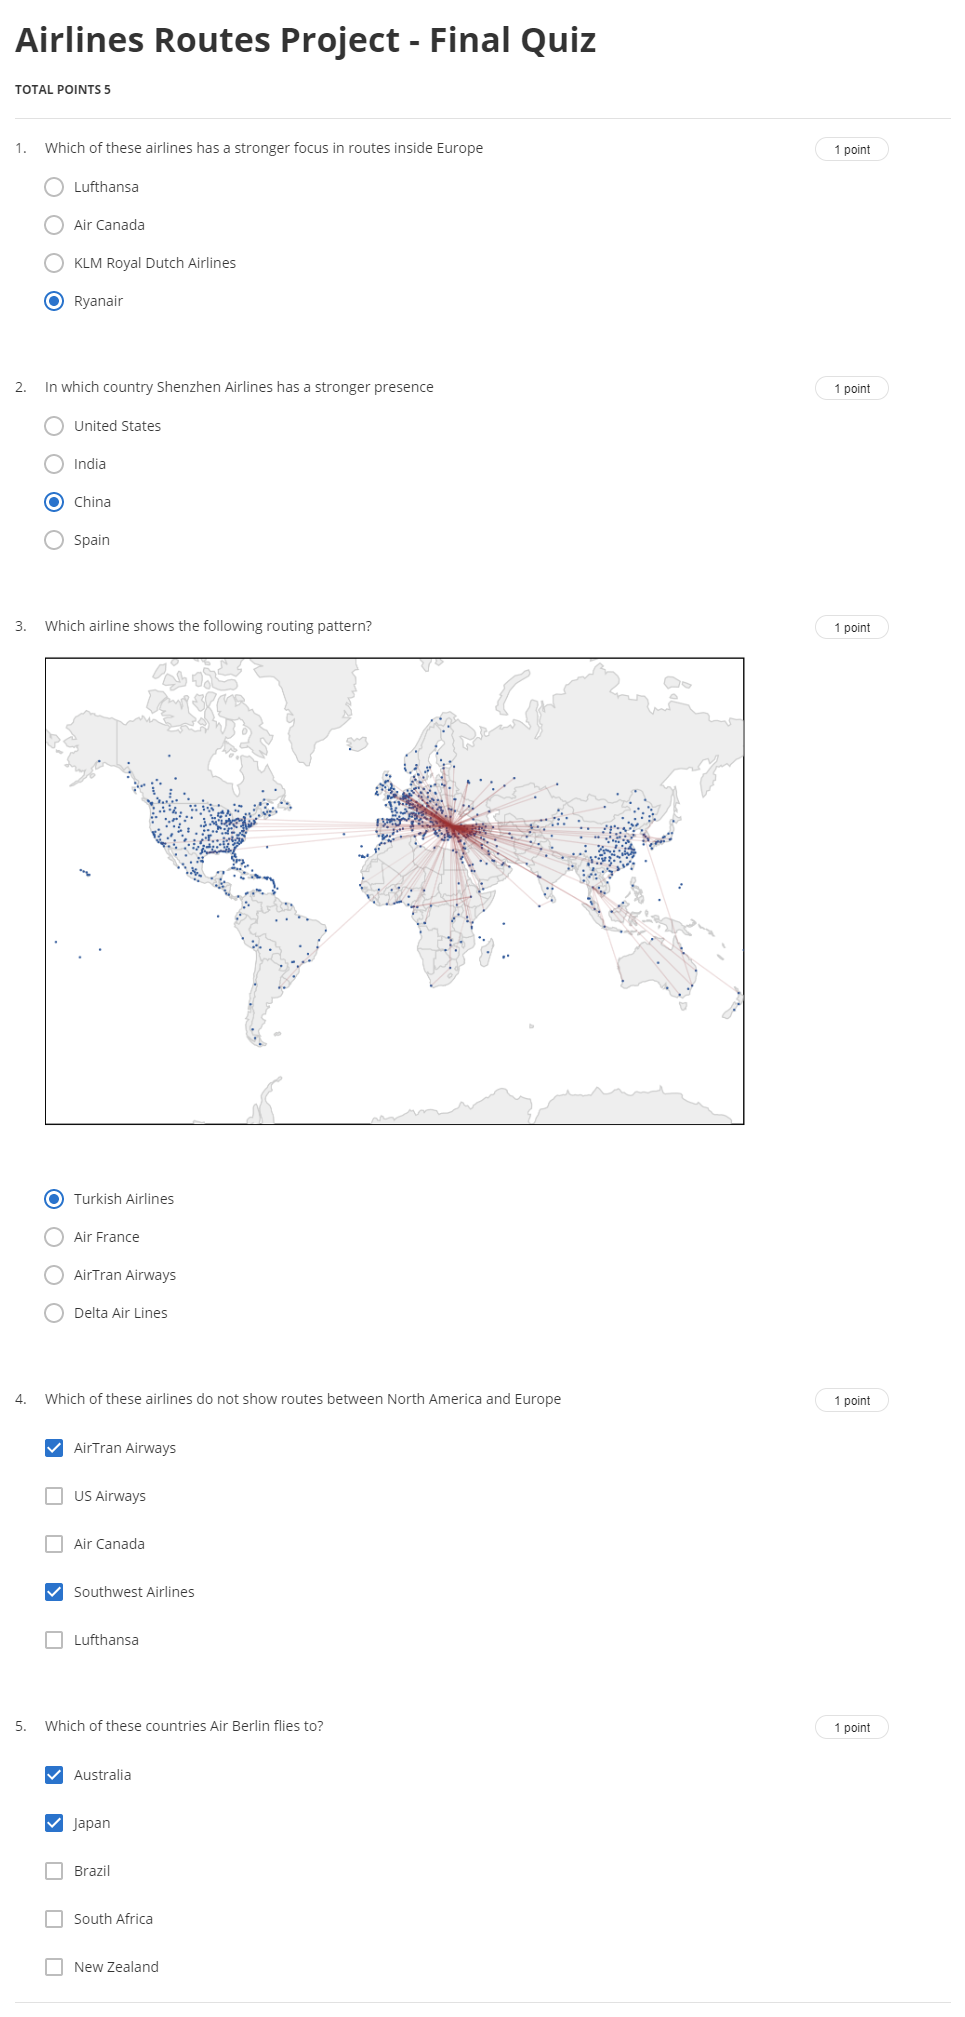 Airlines Routes Project - Final Quiz
TOTAL POINTS 5
1. Which of these airlines has a stronger focus in routes inside Europe
1 point
Lufthansa
Air Canada
KLM Royal Dutch Airlines
Ryanair
2. In which country Shenzhen Airlines has a stronger presence
1 point
United States
India
China
Spain
3. Which airline shows the following routing pattern?
1 point
Turkish Airlines
Air France
AirTran Airways
Delta Air Lines
4. Which of these airlines do not show routes between North America and Europe
1 point
AirTran Airways
US Airways
Air Canada
Southwest Airlines
Lufthansa
5. Which of these countries Air Berlin flies to?
1 point
Australia
Japan
Brazil
South Africa
New Zealand